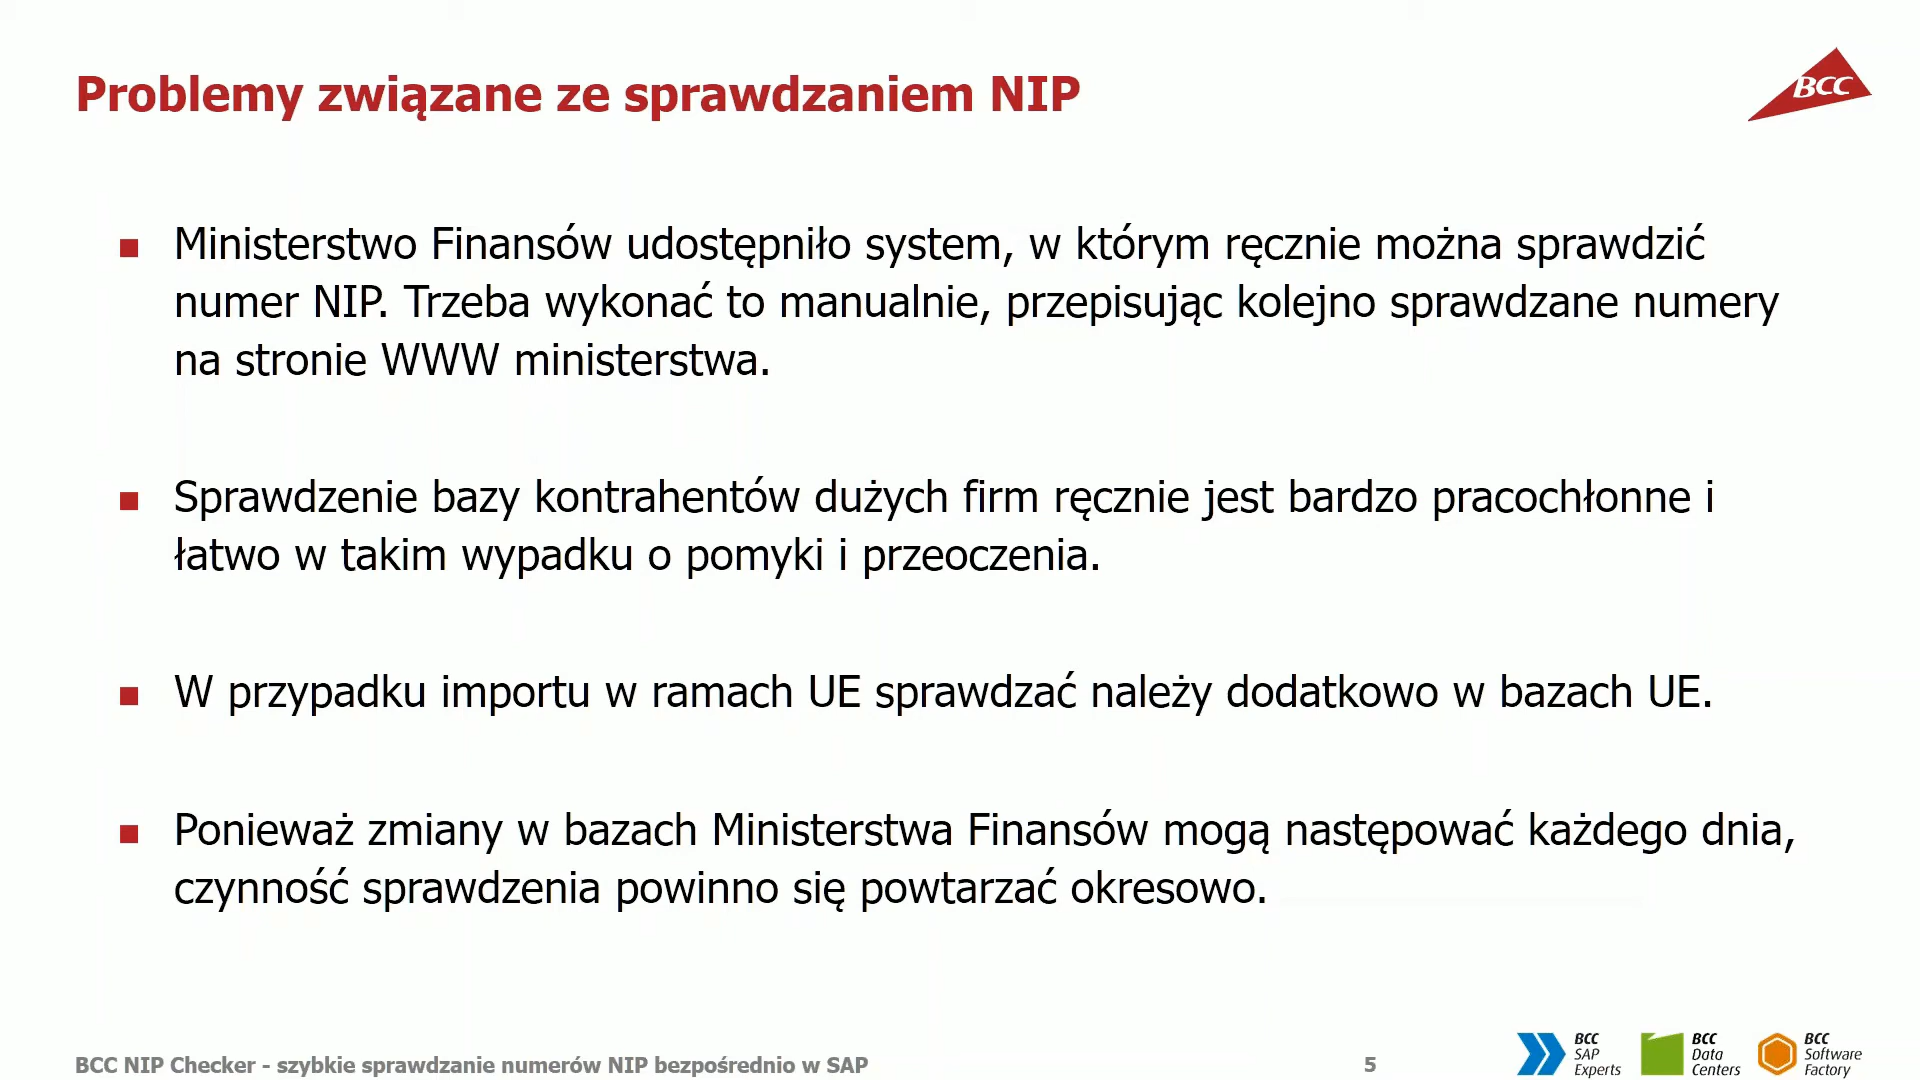 Problemy związane ze sprawdzaniem NIP
BCC
■ Ministerstwo Finansów udostępniło system, w którym ręcznie można sprawdzić
numer NIP. Trzeba wykonać to manualnie, przepisując kolejno sprawdzane numery
na stronie WWW ministerstwa.
■ Sprawdzenie bazy kontrahentów dużych firm ręcznie jest bardzo pracochłonne i
łatwo w takim wypadku o pomyki i przeoczenia.
■ W przypadku importu w ramach UE sprawdzać należy dodatkowo w bazach UE.
■ Ponieważ zmiany w bazach Ministerstwa Finansów mogą następować każdego dnia,
czynność sprawdzenia powinno się powtarzać okresowo.
BCC NIP Checker - szybkie sprawdzanie numerów NIP bezpośrednio w SAP
5
BCC
SAP
Experts
BCC
Data
Centers
BCC
Software
Factory